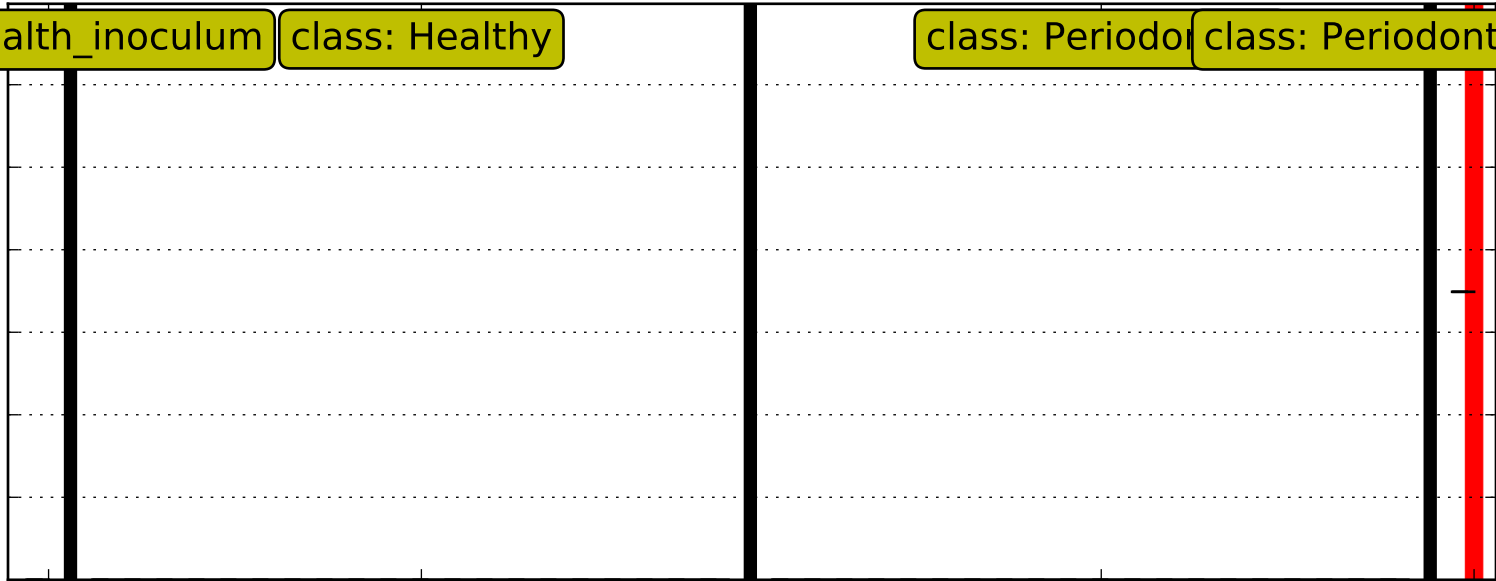 alth_inoculum
class: Healthy
class: Periodon
class: Periodont